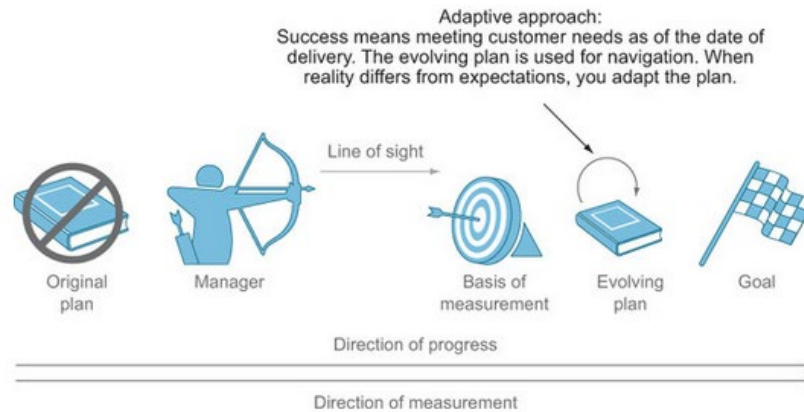 Adaptive approach:
Success means meeting customer needs as of the date of
delivery. The evolving plan is used for navigation. When
reality differs from expectations, you adapt the plan.
Line of sight
Original
plan
Manager
Basis of
measurement
Evolving
plan
Goal
Direction of progress
Direction of measurement